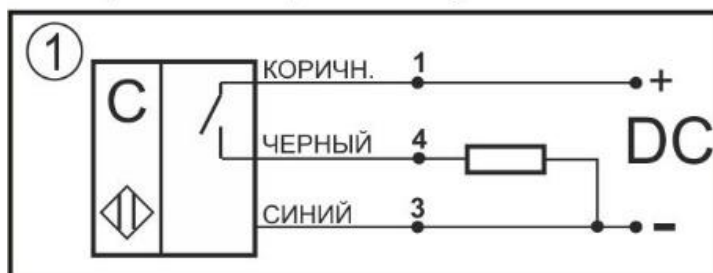 1
КОРИЧН. 1 +
C
ЧЕРНЫЙ 4 DC
СИНИЙ 3 -